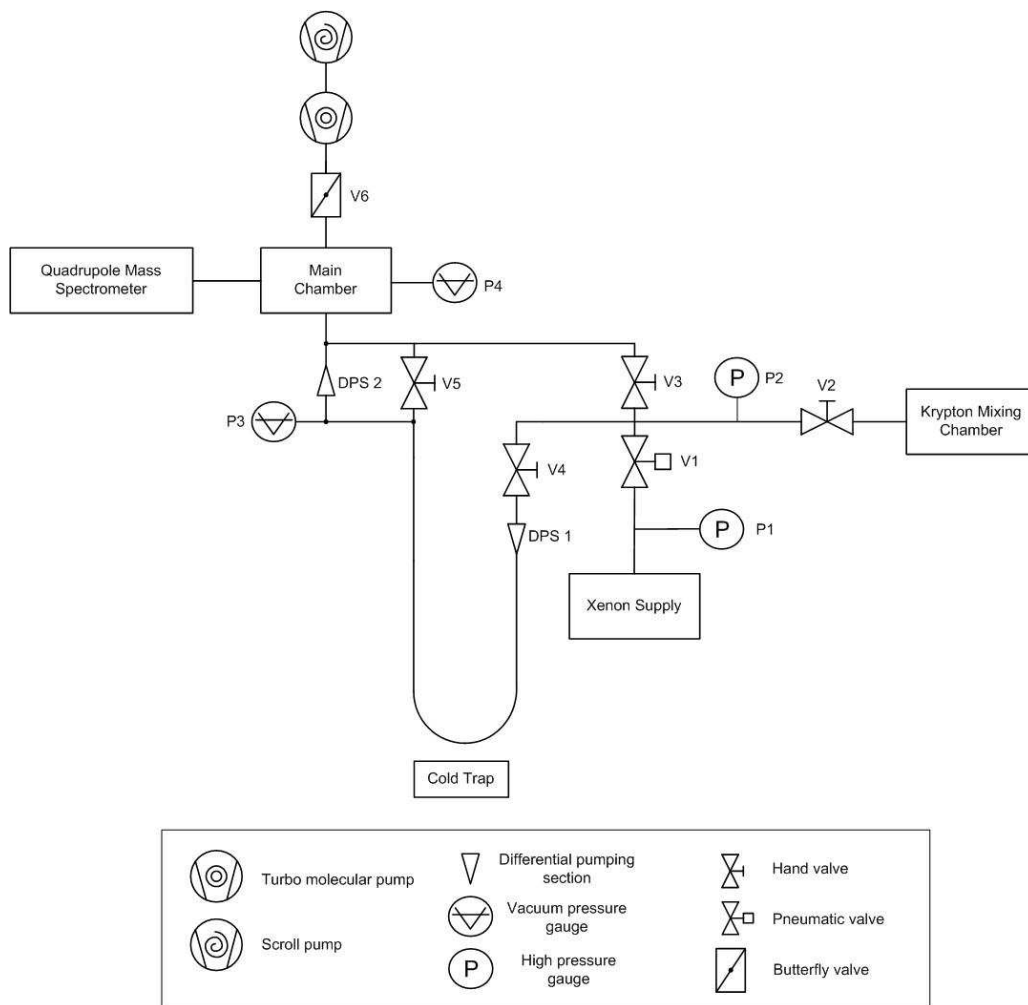 V6
Quadrupole Mass
Spectrometer
Main
Chamber
P4
DPS 2
V5
V3
P
P2
V2
Krypton Mixing
Chamber
P3
V4
V1
DPS 1
P
P1
Xenon Supply
Cold Trap
Turbo molecular pump
Scroll pump
Differential pumping
section
Vacuum pressure
gauge
P
High pressure
gauge
Hand valve
Pneumatic valve
Butterfly valve